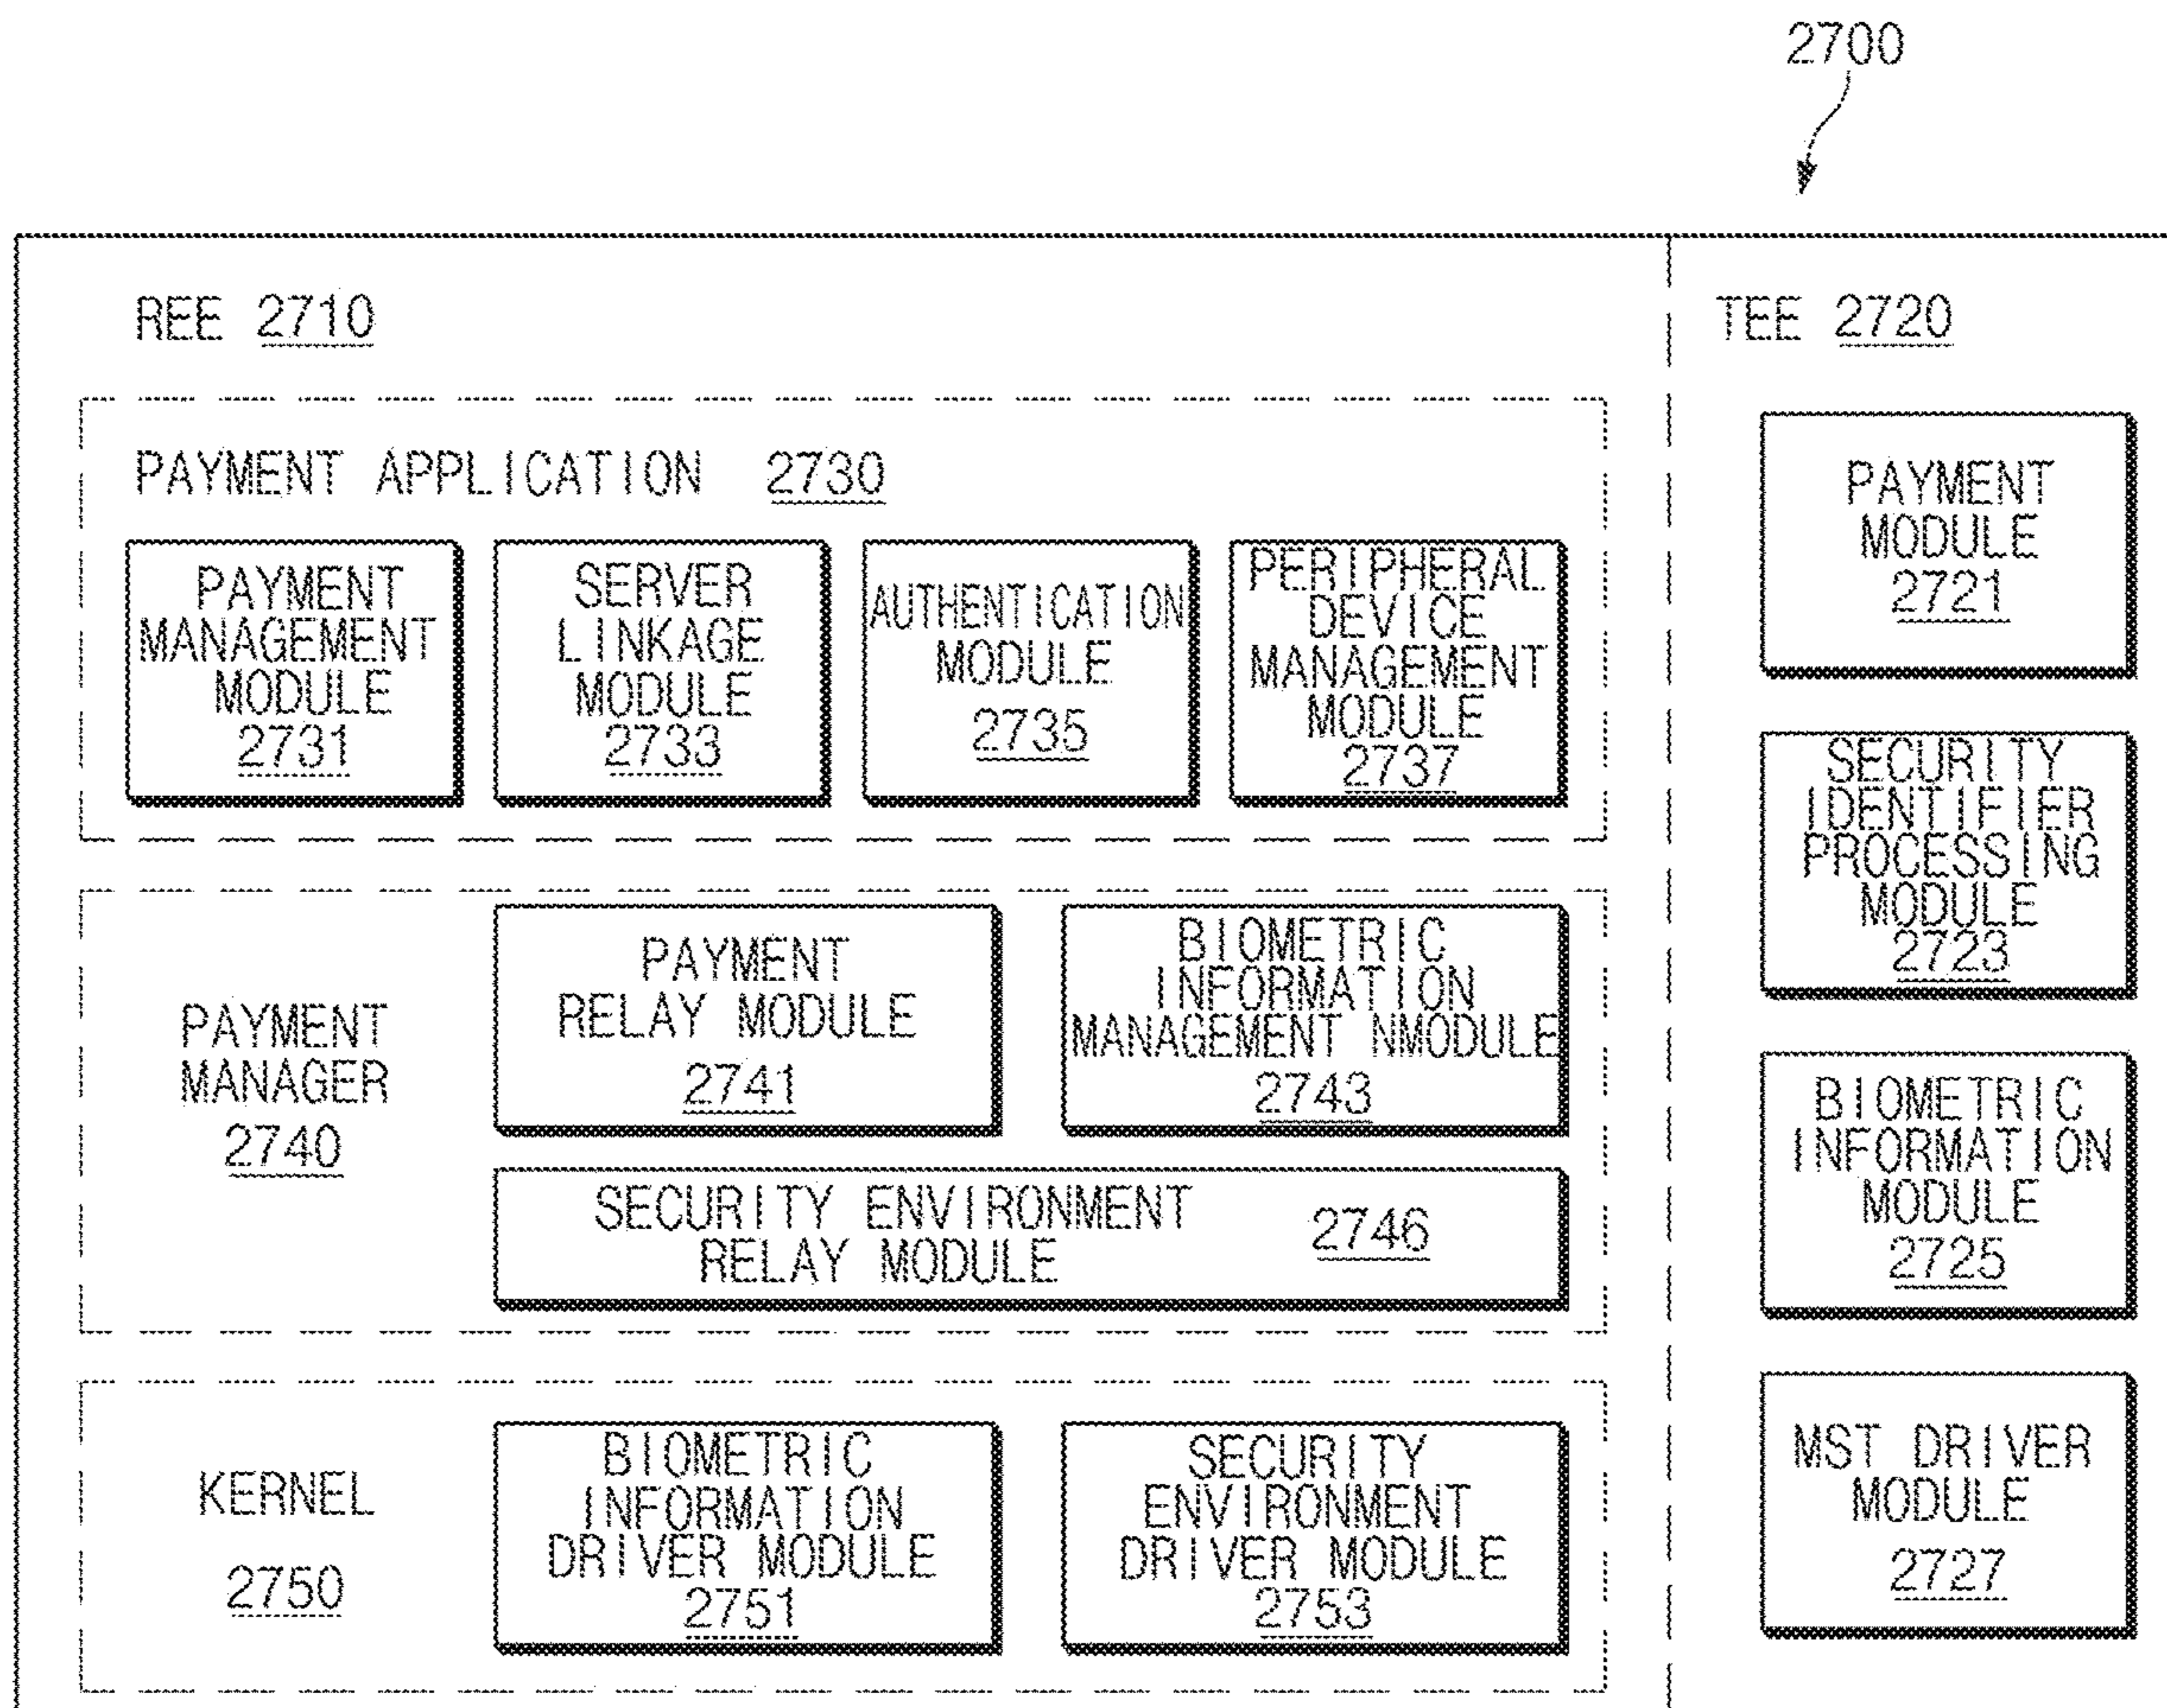 2700
REE 2710
PAYMENT APPLICATION 2730
PAYMENT
MANAGEMENT
MODULE
2731
SERVER
LINKAGE
MODULE
2733
AUTHENTICATION
MODULE
2735
PERIPHERAL
DEVICE
MANAGEMENT
MODULE
2737
PAYMENT
MANAGER
2740
PAYMENT
RELAY MODULE
2741
BIOMETRIC
INFORMATION
MANAGEMENT NMODULE
2743
SECURITY ENVIRONMENT
RELAY MODULE
2746
KERNEL
2750
BIOMETRIC
INFORMATION
DRIVER MODULE
2751
SECURITY
ENVIRONMENT
DRIVER MODULE
2753
TEE 2720
PAYMENT
MODULE
2721
SECURITY
IDENTIFIER
PROCESSING
MODULE
2723
BIOMETRIC
INFORMATION
MODULE
2725
MST DRIVER
MODULE
2727